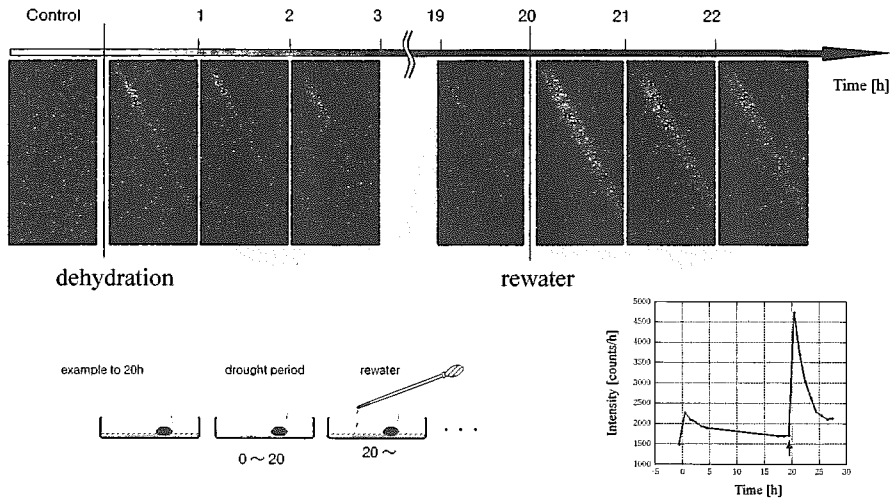 Control 1 2 3 19 20 21 22
Time [h]
dehydration rewater
example to 20h drought period rewater
0 ~ 20 20 ~
. . .
5000
4500
4000
3500
3000
2500
2000
1500
1000
-5 0 5 10 15 20 25 30
Intensity [counts/h]
Time [h]